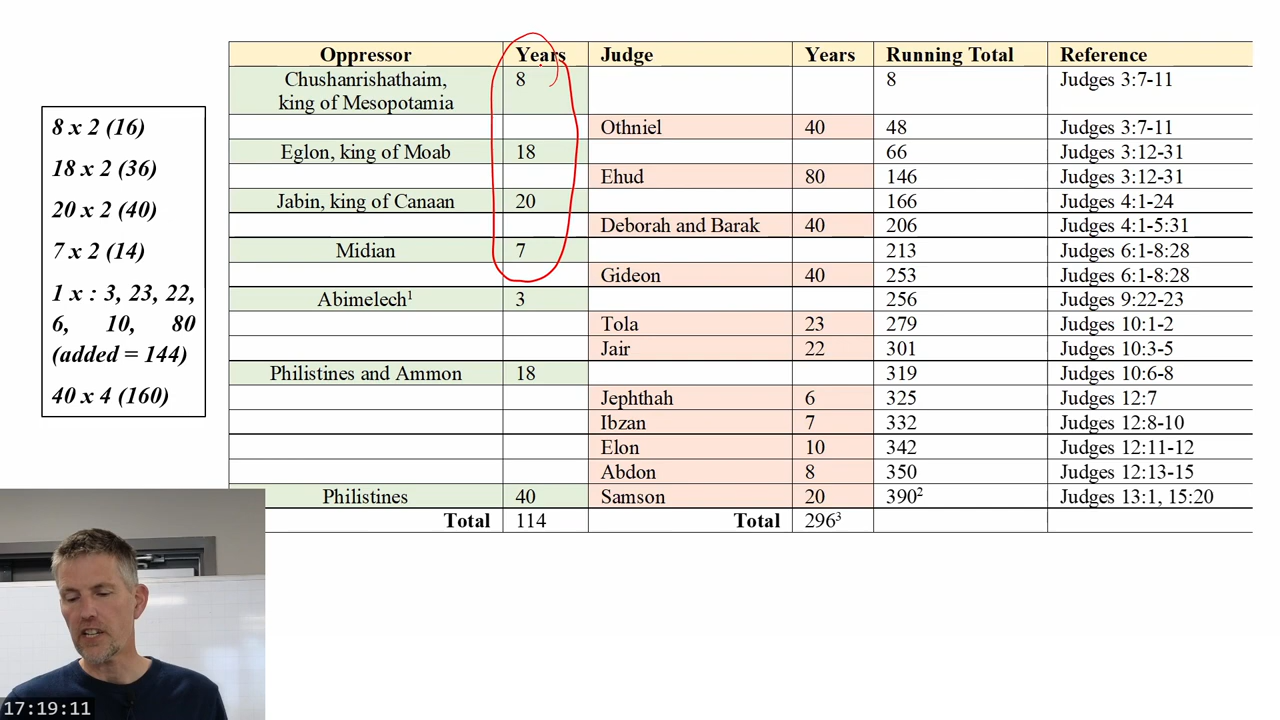 8 x 2 (16)
18 x 2 (36)
20 x 2 (40)
7 x 2 (14)
1 x : 3, 23, 22,
6, 10, 80
(added = 144)
40 x 4 (160)
Oppressor Years Judge Years Running Total Reference
Chushanrishathaim, 8 8 Judges 3:7-11
king of Mesopotamia
Othniel 40 48 Judges 3:7-11
Eglon, king of Moab 18 66 Judges 3:12-31
Ehud 80 146 Judges 3:12-31
Jabin, king of Canaan 20 166 Judges 4:1-24
Deborah and Barak 40 206 Judges 4:1-5:31
Midian 7 213 Judges 6:1-8:28
Gideon 40 253 Judges 6:1-8:28
Abimelech¹ 3 256 Judges 9:22-23
Tola 23 279 Judges 10:1-2
Jair 22 301 Judges 10:3-5
Philistines and Ammon 18 319 Judges 10:6-8
Jephthah 6 325 Judges 12:7
Ibzan 7 332 Judges 12:8-10
Elon 10 342 Judges 12:11-12
Abdon 8 350 Judges 12:13-15
Philistines 40 Samson 20 390² Judges 13:1, 15:20
Total 114 Total 296³
17:19:11